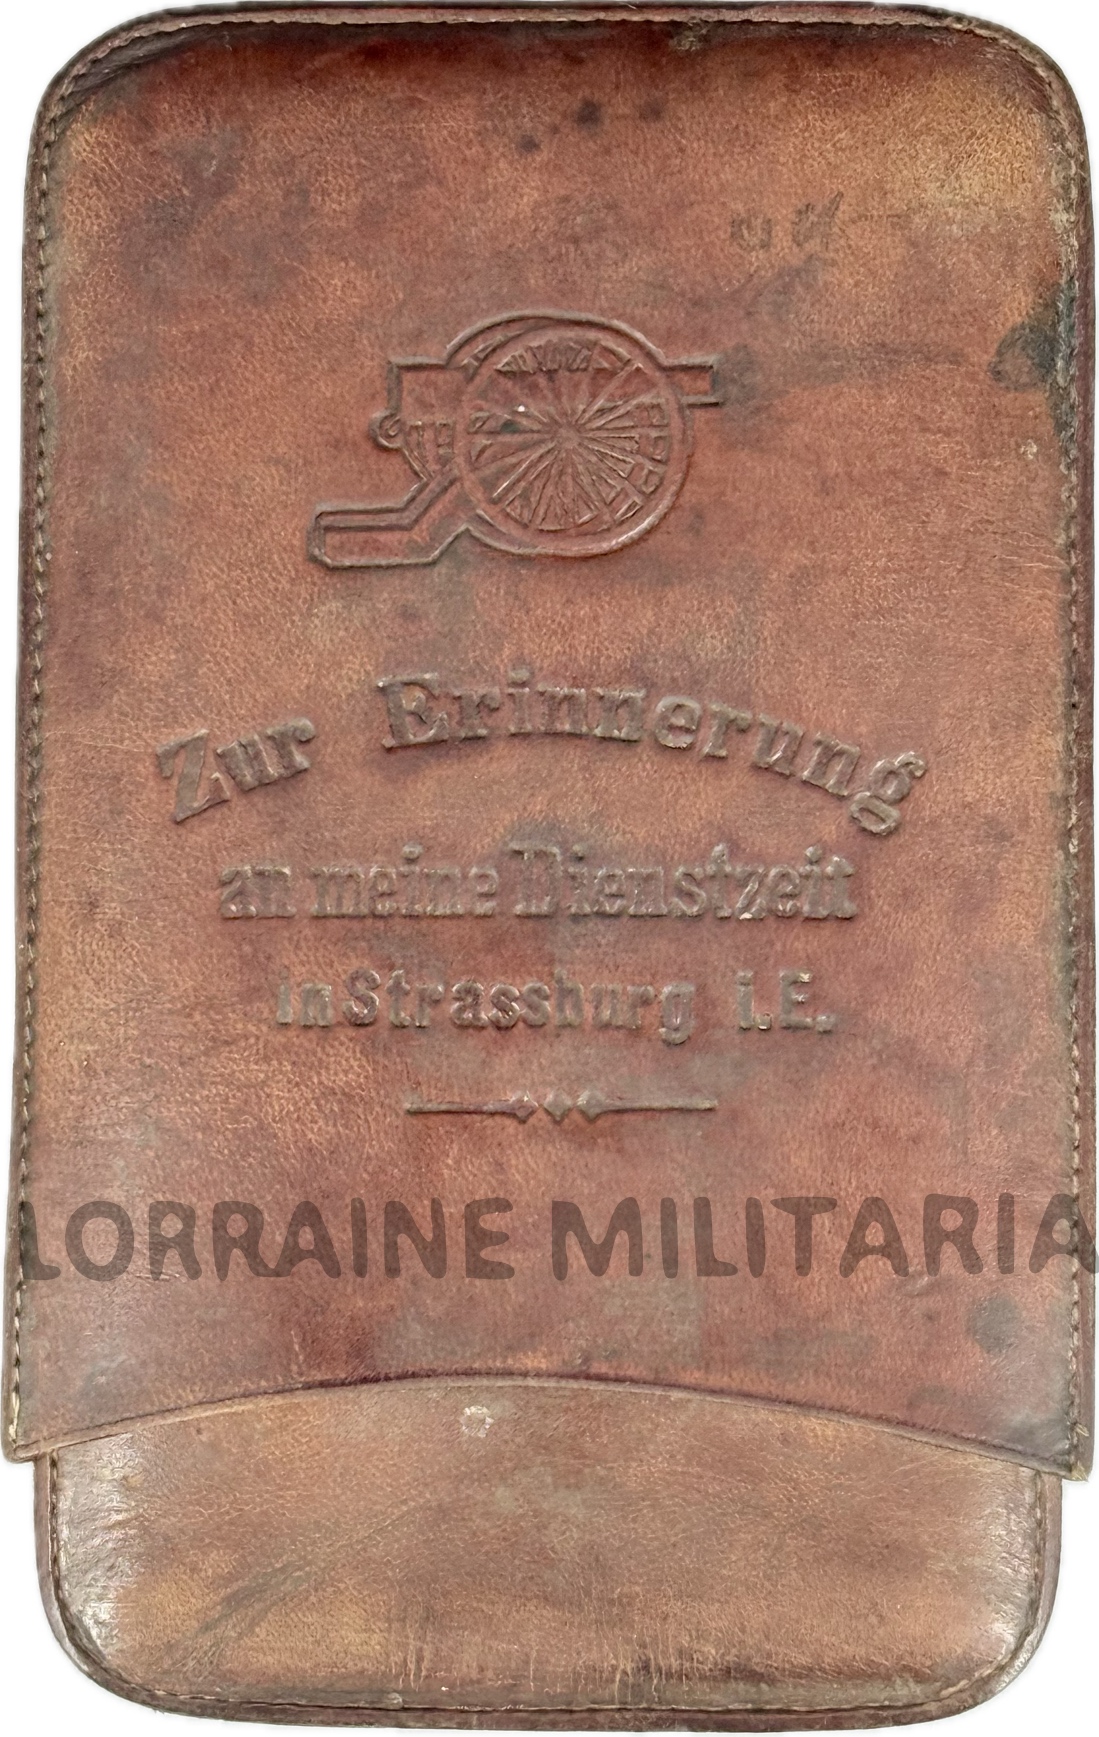 Zur Erinnerung
an meine Dienstzeit
in Strassburg i.E.
LORRAINE MILITARIA